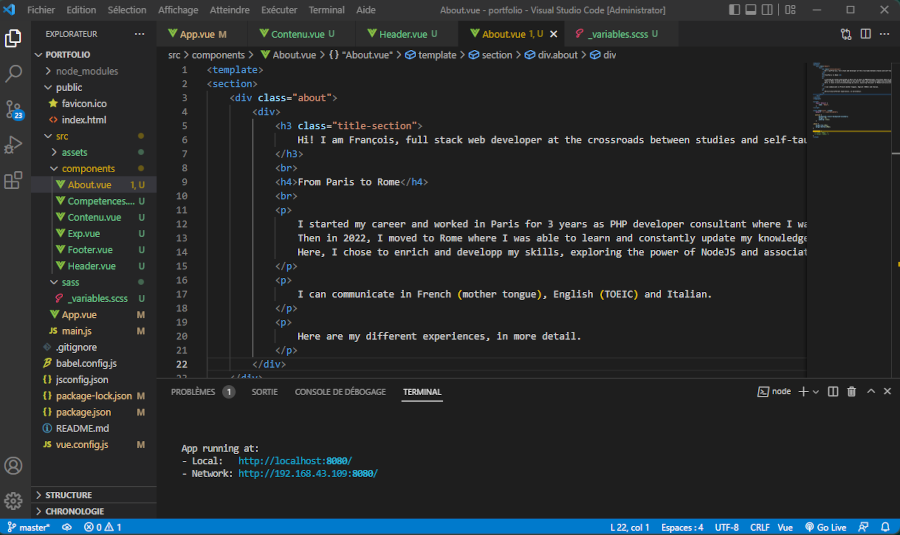 Fichier Edition Sélection Affichage Atteindre Exécuter Terminal Aide About.vue - portfolio - Visual Studio Code [Administrator]
EXPLORATEUR ···
PORTFOLIO
node_modules
public
favicon.ico
index.html
src
assets
components
About.vue 1, U
Competences.... U
Contenu.vue U
Exp.vue U
Footer.vue U
Header.vue U
sass
_variables.scss U
App.vue M
main.js M
.gitignore
babel.config.js
jsconfig.json
package-lock.json M
package.json M
README.md
vue.config.js M
STRUCTURE
CHRONOLOGIE
23
App.vue M Contenu.vue U Header.vue U About.vue 1, U _variables.scss U
src > components > About.vue > {} "About.vue" > template > section > div.about > div
1 <template>
2 <section>
3 <div class="about">
4 <div>
5 <h3 class="title-section">
6 Hi! I am François, full stack web developer at the crossroads between studies and self-tau
7 </h3>
8 <br>
9 <h4>From Paris to Rome</h4>
10 <br>
11 <p>
12 I started my career and worked in Paris for 3 years as PHP developer consultant where I wa
13 Then in 2022, I moved to Rome where I was able to learn and constantly update my knowledge
14 Here, I chose to enrich and developp my skills, exploring the power of NodeJS and associat
15 </p>
16 <p>
17 I can communicate in French (mother tongue), English (TOEIC) and Italian.
18 </p>
19 <p>
20 Here are my different experiences, in more detail.
21 </p>
22 </div>
23 </div>
PROBLÈMES 1 SORTIE CONSOLE DE DÉBOGAGE TERMINAL node
App running at:
- Local: http://localhost:8080/
- Network: http://192.168.43.109:8080/
master* 0 1 L 22, col 1 Espaces : 4 UTF-8 CRLF Vue Go Live